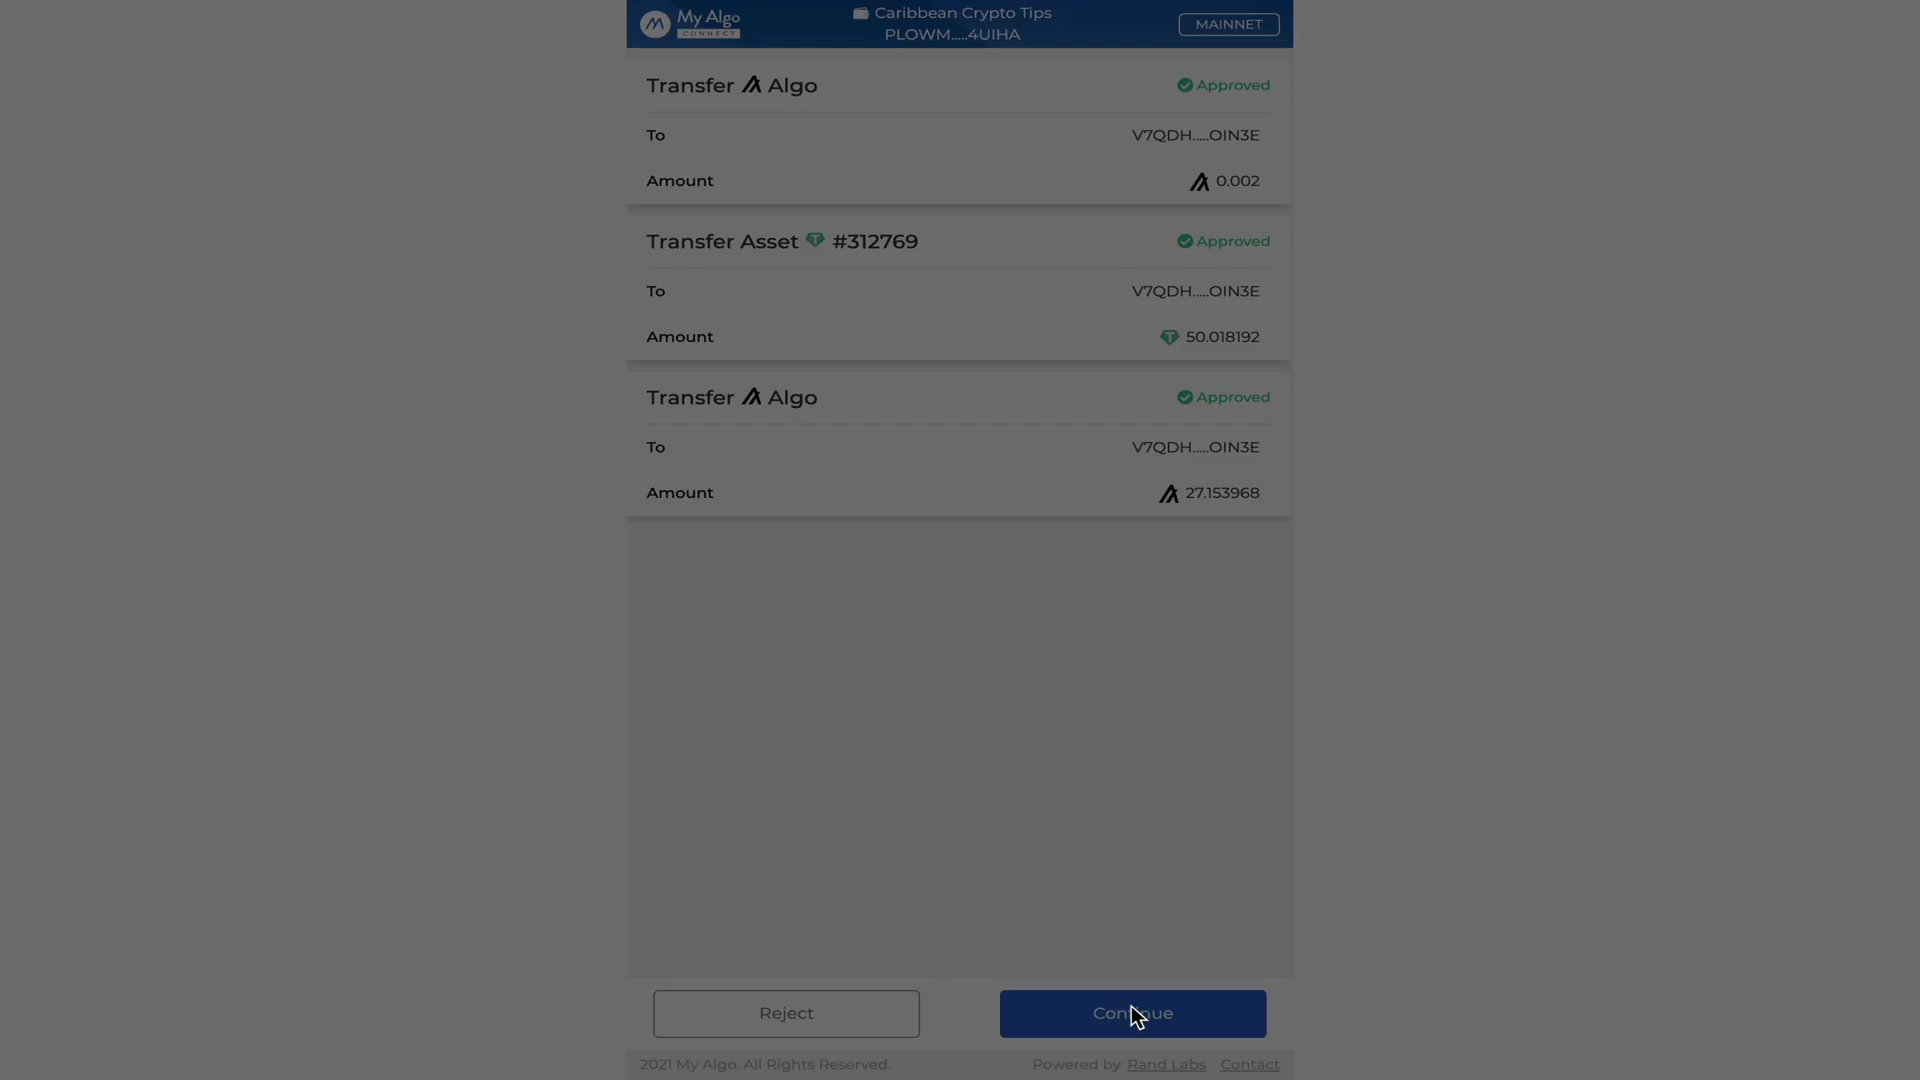 My Algo
CONNECT
Caribbean Crypto Tips
PLOWM.....4UIHA
MAINNET
Transfer Algo
Approved
To
V7QDH.....OIN3E
Amount
0.002
Transfer Asset #312769
Approved
To
V7QDH.....OIN3E
Amount
50.018192
Transfer Algo
Approved
To
V7QDH.....OIN3E
Amount
27.153968
Reject
Continue
2021 My Algo. All Rights Reserved.
Powered by Rand Labs Contact